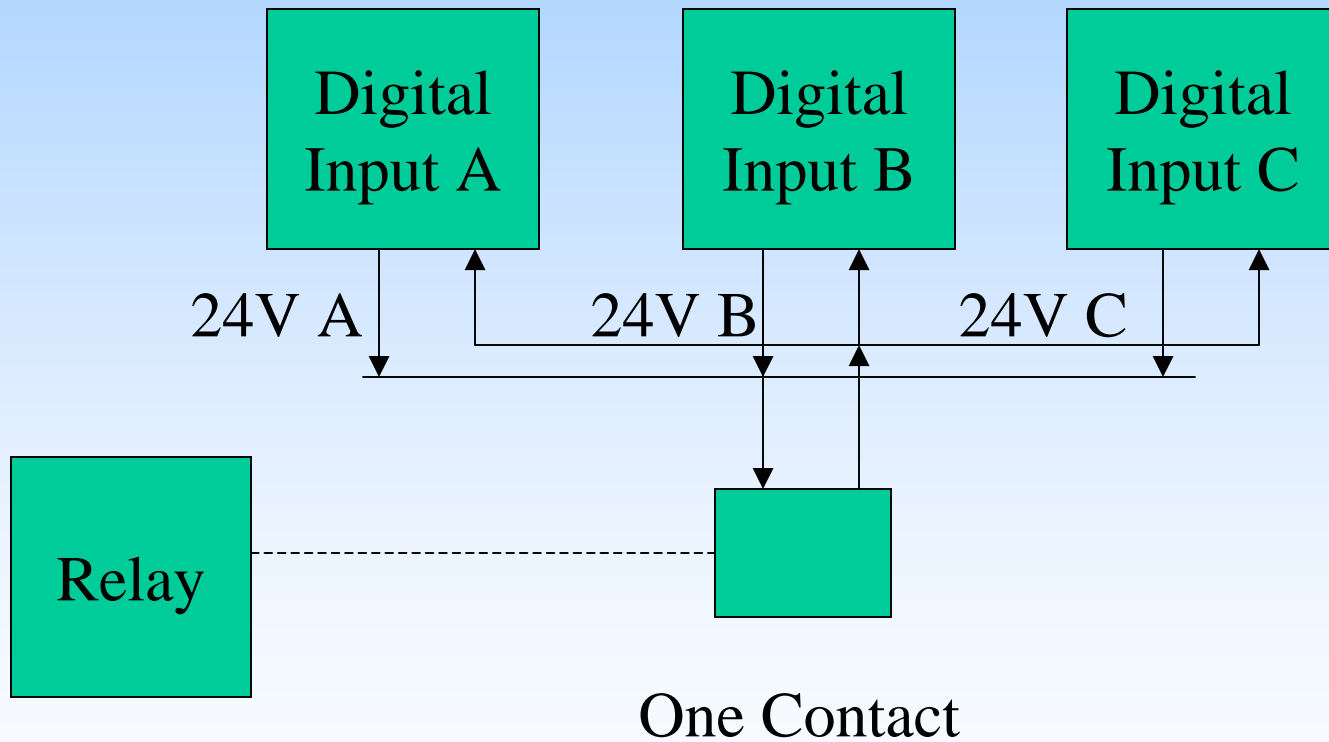 Digital
Input A
Digital
Input B
Digital
Input C
24V A
24V B
24V C
Relay
One Contact